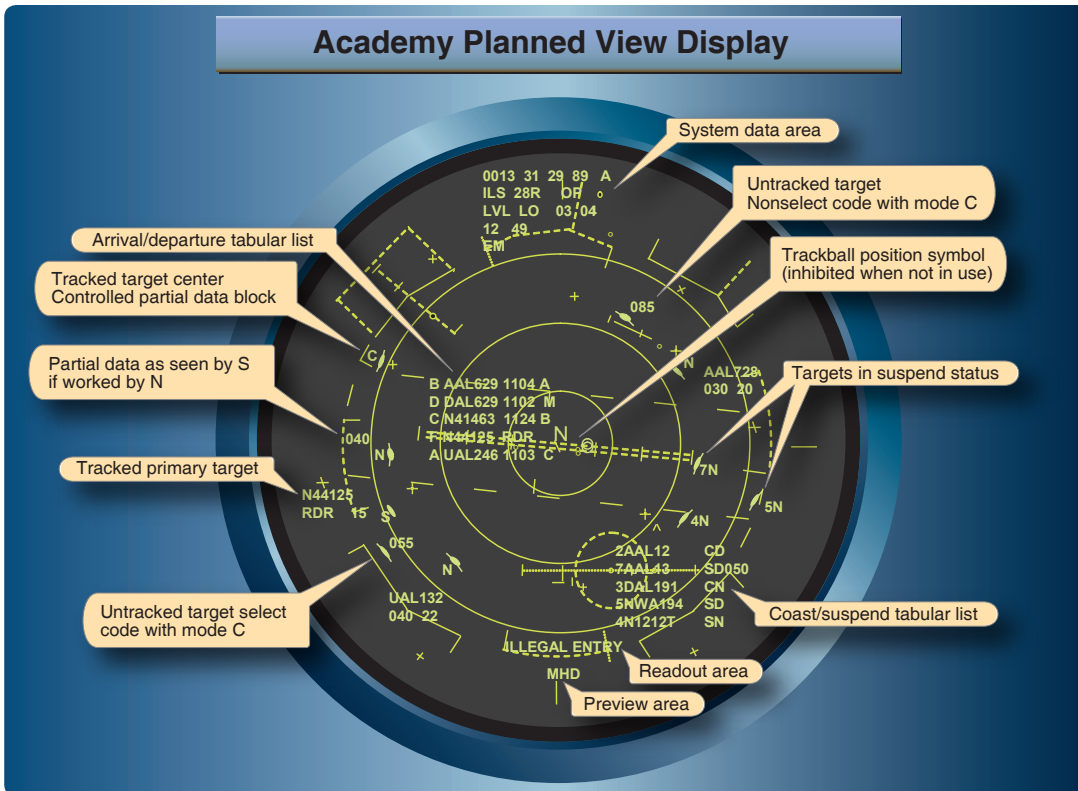 Academy Planned View Display
System data area
0013 31 29 89 A
ILS 28R OP
LVL LO 03 04
12 49
EM
Untracked target
Nonselect code with mode C
Arrival/departure tabular list
Trackball position symbol
(inhibited when not in use)
Tracked target center
Controlled partial data block
085
C
N
Partial data as seen by S
if worked by N
AAL728
030 20
Targets in suspend status
B AAL629 1104 A
D DAL629 1102 M
C N41463 1124 B
T N44125 RDR
A UAL246 1103 C
N
040
N
Tracked primary target
7N
N44125
RDR 15
S
5N
4N
055
N
2AAL12 CD
7AAL43 SD050
3DAL191 CN
5NWA194 SD
4N1212T SN
UAL132
040 22
Untracked target select
code with mode C
Coast/suspend tabular list
ILLEGAL ENTRY
Readout area
MHD
Preview area